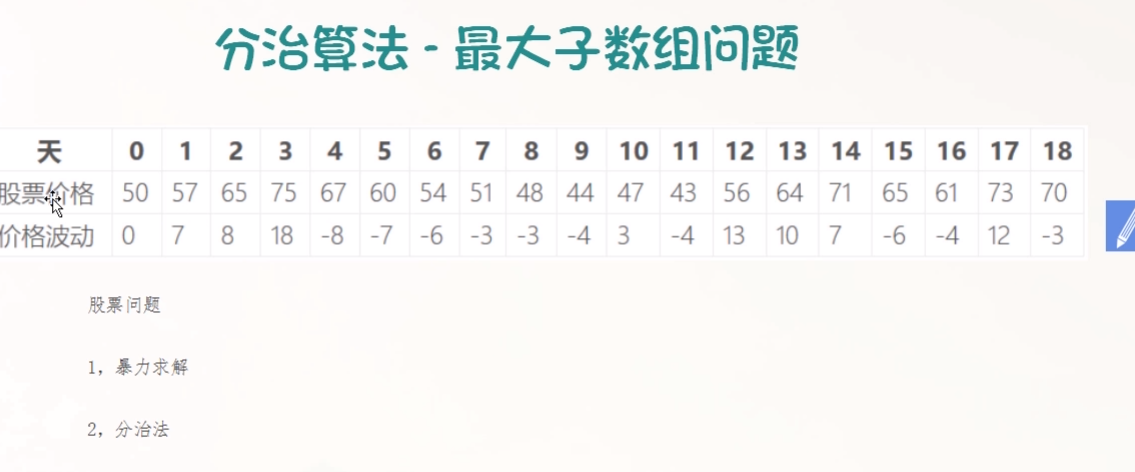 分治算法 - 最大子数组问题
天 0 1 2 3 4 5 6 7 8 9 10 11 12 13 14 15 16 17 18
股票价格 50 57 65 75 67 60 54 51 48 44 47 43 56 64 71 65 61 73 70
价格波动 0 7 8 18 -8 -7 -6 -3 -3 -4 3 -4 13 10 7 -6 -4 12 -3
股票问题
1，暴力求解
2，分治法